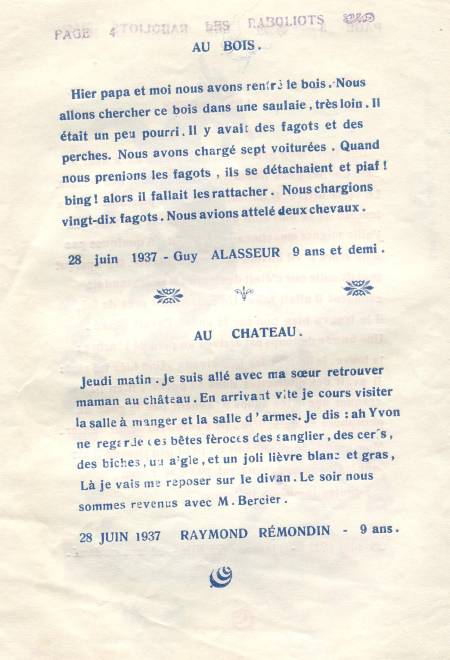 PAGE 4 LES RABOLIOTS
AU BOIS.
Hier papa et moi nous avons rentré le bois. Nous
allons chercher ce bois dans une saulaie, très loin. Il
était un peu pourri. Il y avait des fagots et des
perches. Nous avons chargé sept voiturées. Quand
nous prenions les fagots, ils se détachaient et piaf!
bing! alors il fallait les rattacher. Nous chargions
vingt-dix fagots. Nous avions attelé deux chevaux.
28 juin 1937 - Guy ALASSEUR 9 ans et demi.
AU CHATEAU.
Jeudi matin. Je suis allé avec ma sœur retrouver
maman au château. En arrivant vite je cours visiter
la salle à manger et la salle d'armes. Je dis : ah Yvon
ne regarde ces bêtes féroces des sanglier, des cerfs,
des biches, un aigle, et un joli lièvre blanc et gras,
Là je vais me reposer sur le divan. Le soir nous
sommes revenus avec M. Bercier.
28 JUIN 1937 RAYMOND RÉMONDIN - 9 ans.